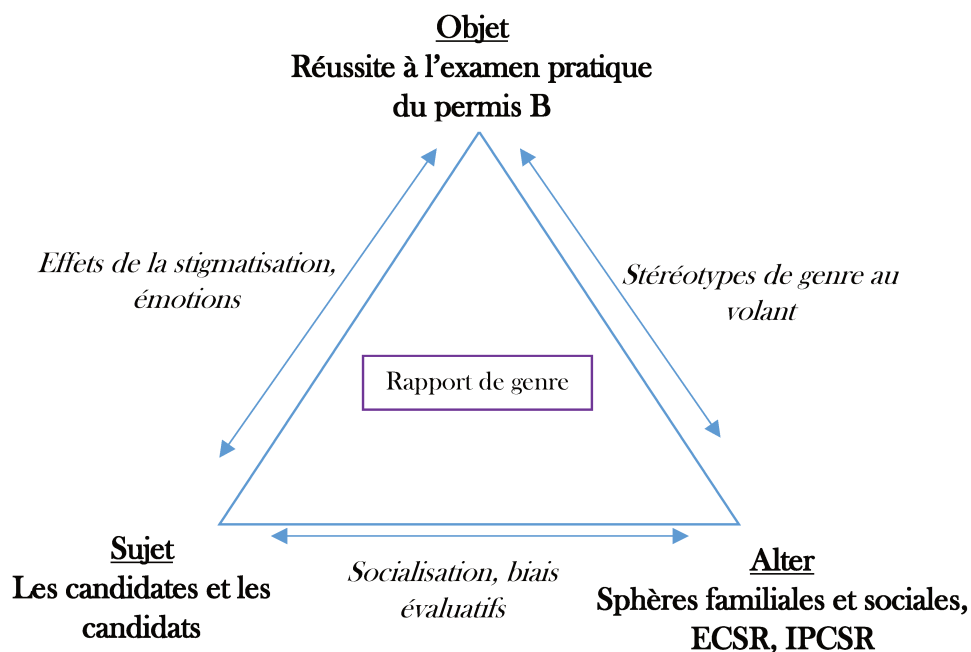 Objet
Réussite à l’examen pratique
du permis B
Effets de la stigmatisation,
émotions
Stéréotypes de genre au
volant
Rapport de genre
Sujet
Les candidates et les
candidats
Socialisation, biais
évaluatifs
Alter
Sphères familiales et sociales,
ECSR, IPCSR